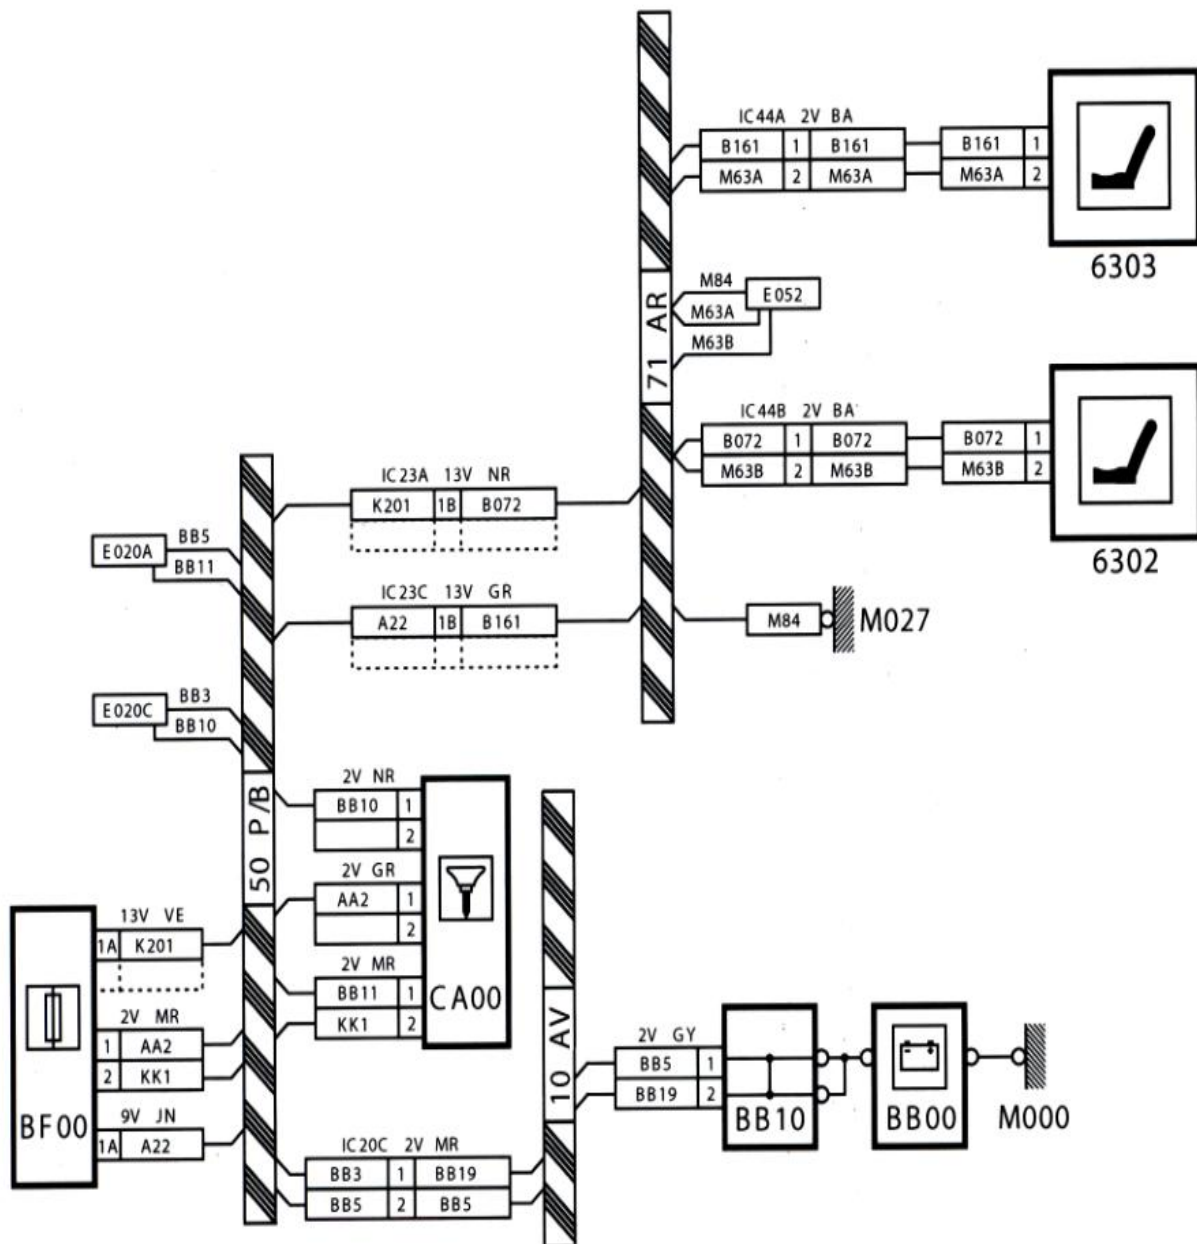 IC44A 2V BA
B161 1 B161 B161 1
M63A 2 M63A M63A 2
6303
M84
E052
M63A
M63B
71 AR
IC44B 2V BA
B072 1 B072 B072 1
M63B 2 M63B M63B 2
6302
IC23A 13V NR
K201 1B B072
BB5
E020A
BB11
IC23C 13V GR
A22 1B B161
M84
M027
BB3
E020C
BB10
50 P/B
2V NR
BB10 1
2
2V GR
AA2 1
2
2V MR
BB11 1
KK1 2
CA00
13V VE
1A K201
2V MR
1 AA2
2 KK1
9V JN
1A A22
BF00
10 AV
2V GY
BB5 1
BB19 2
BB10
BB00
M000
IC20C 2V MR
BB3 1 BB19
BB5 2 BB5